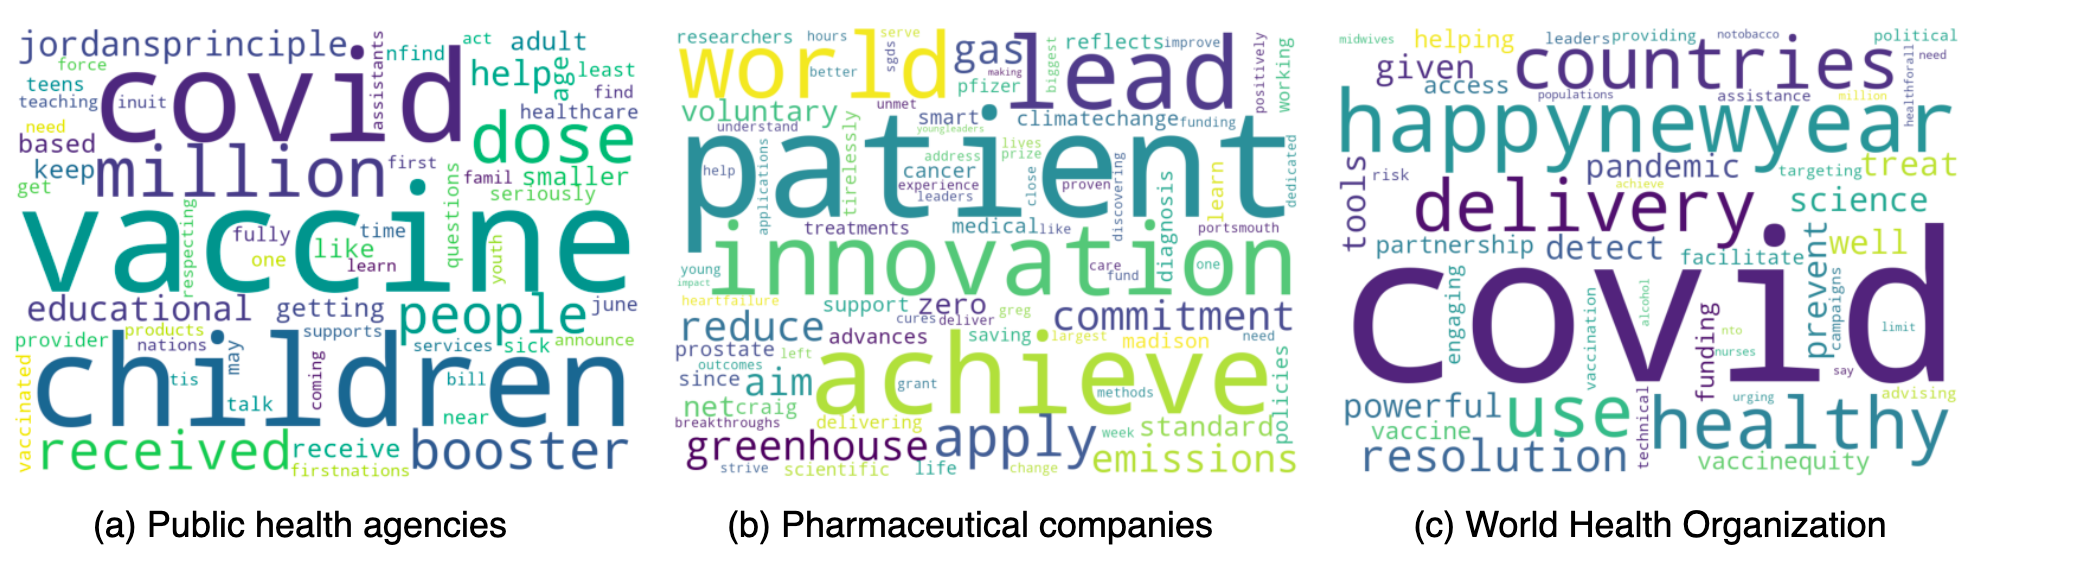 jordansprinciple
assistants
nfind
act
adult
force
covid
help
age
least
teens
find
teaching
inuit
healthcare
need
dose
based
million
first
keep
famil
smaller
get
questions
seriously
vaccine
respecting
fully
time
like
one
learn
youth
educational
getting
people
june
provider
products
supports
nations
may
services
sick
announce
children
vaccinated
tis
coming
bill
talk
near
received
receive
booster
firstnations
(a) Public health agencies
researchers
hours
serve
world
sgds
gas
lead
biggest
reflects
improve
positively
working
better
making
pfizer
voluntary
unmet
smart
climatechange
funding
understand
youngleaders
patient
tirelessly
applications
address
lives
prize
help
cancer
experience
leaders
close
proven
discovering
learn
dedicated
treatments
medical
like
diagnosis
portsmouth
innovation
young
impact
care
fund
one
heartfailure
support
zero
greg
commitment
cures
deliver
reduce
advances
saving
largest
madison
need
prostate
left
outcomes
achieve
since
aim
grant
methods
policies
net
craig
breakthroughs
delivering
greenhouse
apply
week
standard
strive
scientific
life
change
emissions
(b) Pharmaceutical companies
midwives
helping
leaders
providing
notobacco
political
given
countries
healthforall
need
access
populations
assistance
million
happynewyear
tools
risk
pandemic
achieve
targeting
treat
delivery
science
partnership
detect
facilitate
prevent
well
covid
engaging
vaccination
alcohol
funding
nto
nurses
campaigns
limit
say
powerful
use
technical
urging
healthy
advising
vaccine
resolution
vaccinequity
(c) World Health Organization